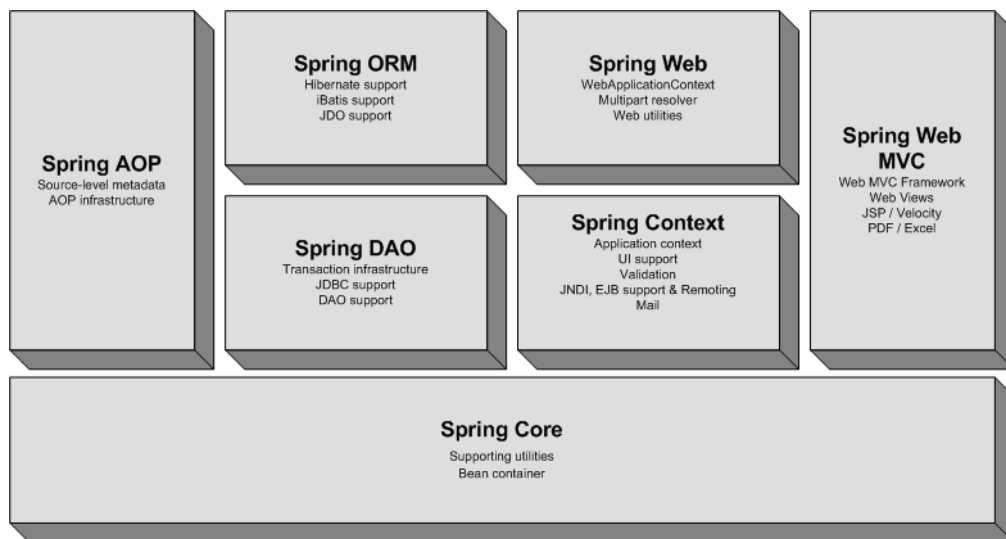 Spring AOP
Source-level metadata
AOP infrastructure
Spring ORM
Hibernate support
iBatis support
JDO support
Spring DAO
Transaction infrastructure
JDBC support
DAO support
Spring Web
WebApplicationContext
Multipart resolver
Web utilities
Spring Context
Application context
UI support
Validation
JNDI, EJB support & Remoting
Mail
Spring Web
MVC
Web MVC Framework
Web Views
JSP / Velocity
PDF / Excel
Spring Core
Supporting utilities
Bean container